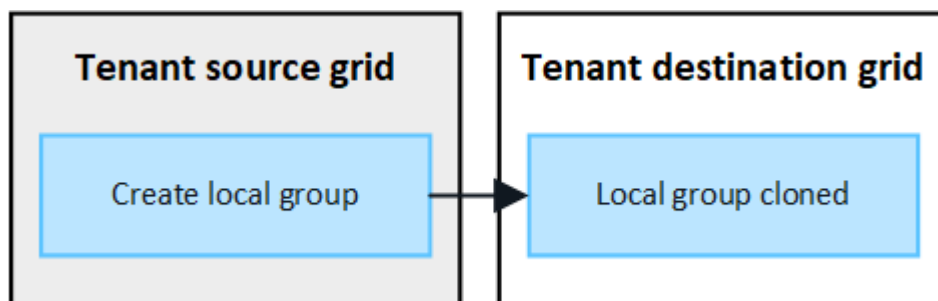 Tenant source grid
Tenant destination grid
Create local group
Local group cloned